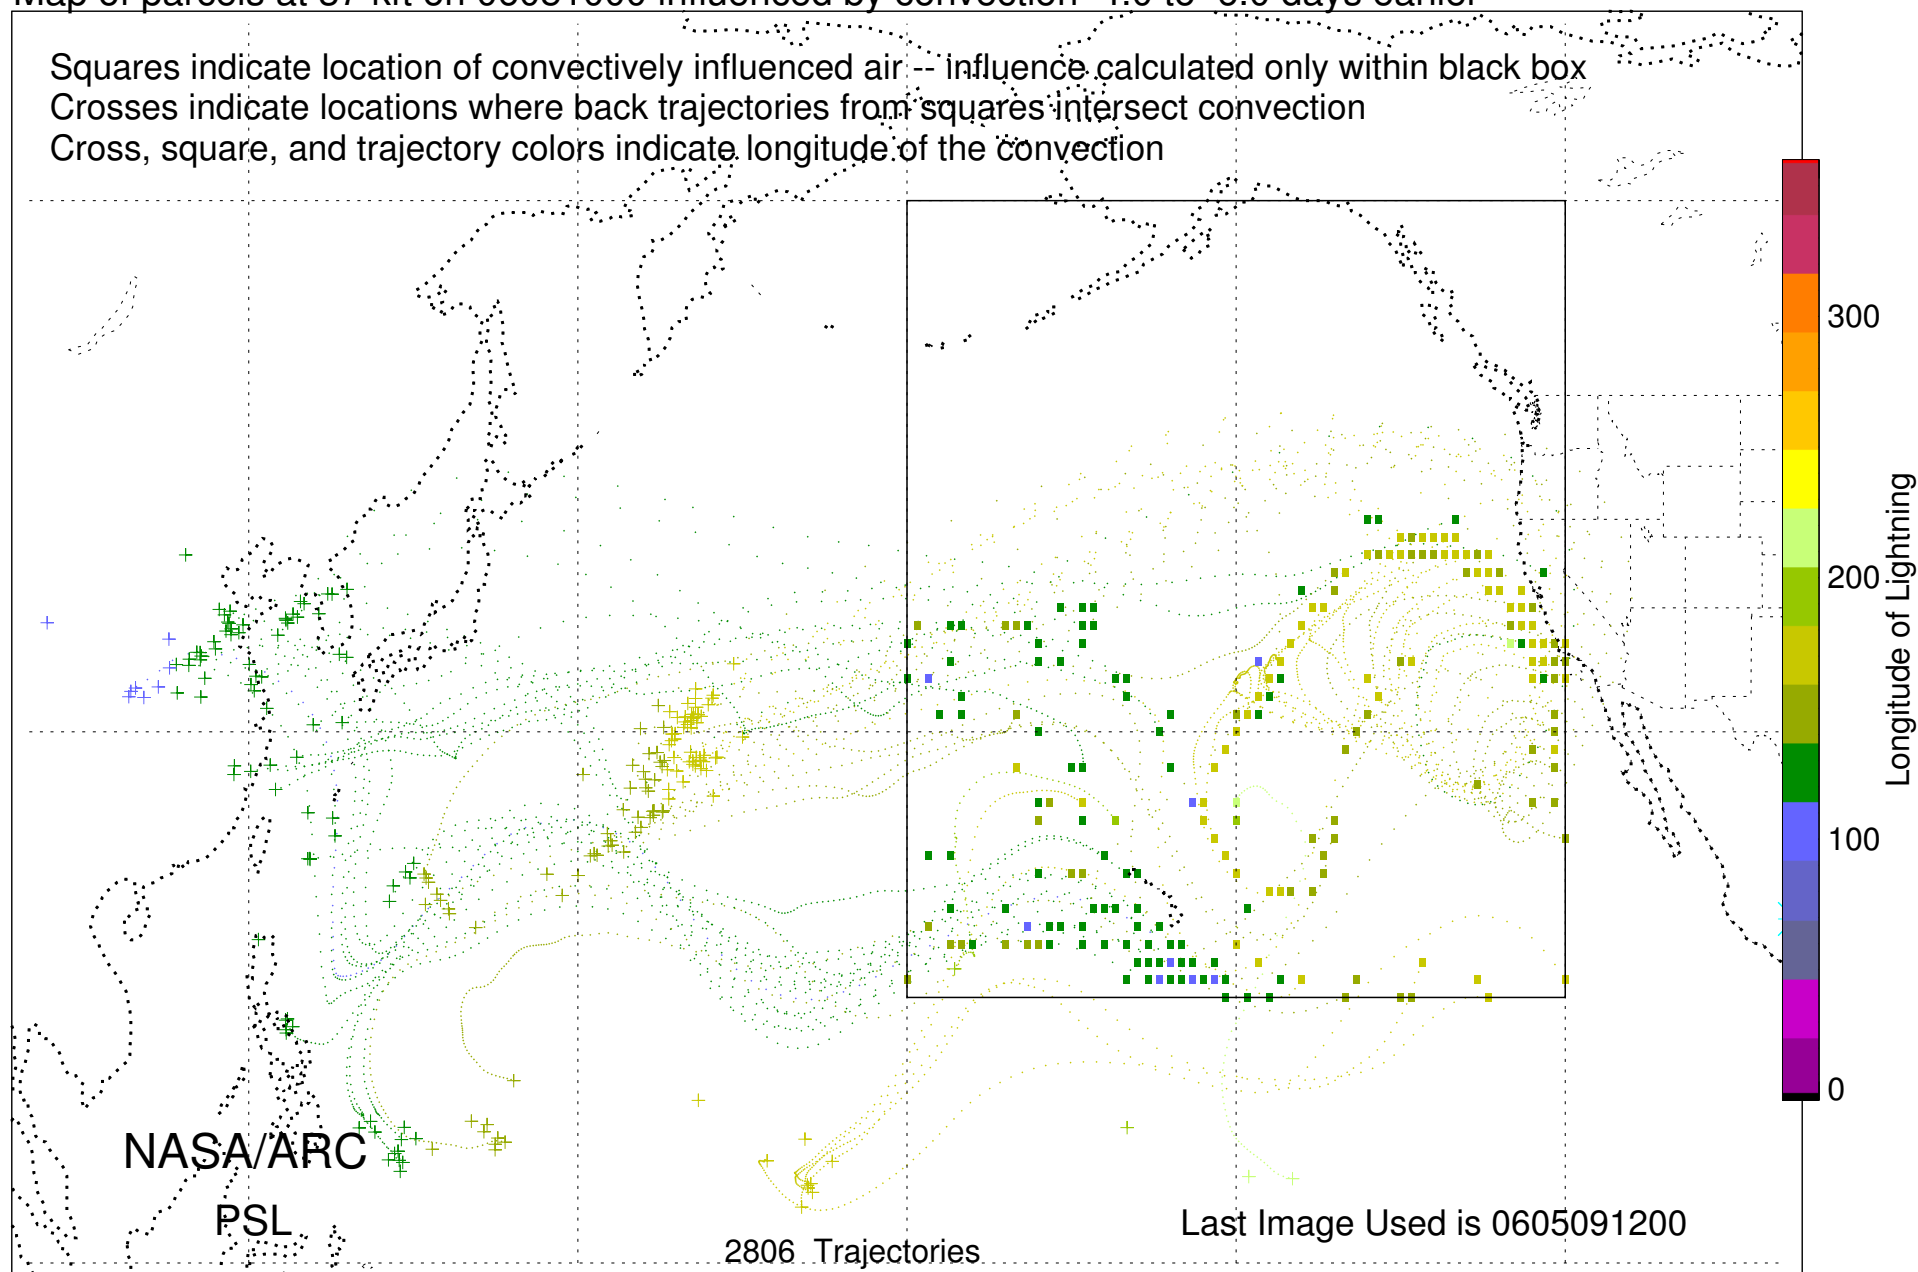 Squares indicate location of convectively influenced air -- influence calculated only within black box
Crosses indicate locations where back trajectories from squares intersect convection
Cross, square, and trajectory colors indicate longitude of the convection
300
200
100
0
Longitude of Lightning
NASA/ARC
PSL
Last Image Used is 0605091200
2806 Trajectories